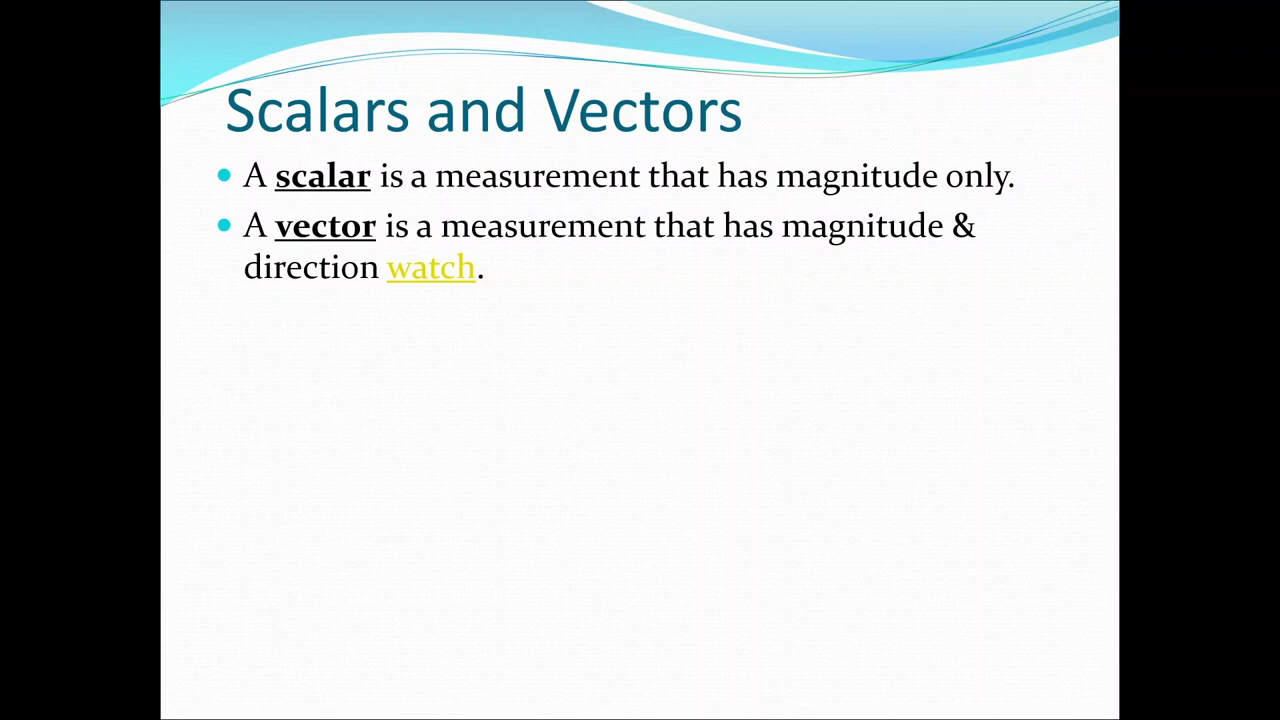 Scalars and Vectors
• A scalar is a measurement that has magnitude only.
• A vector is a measurement that has magnitude &
direction watch.